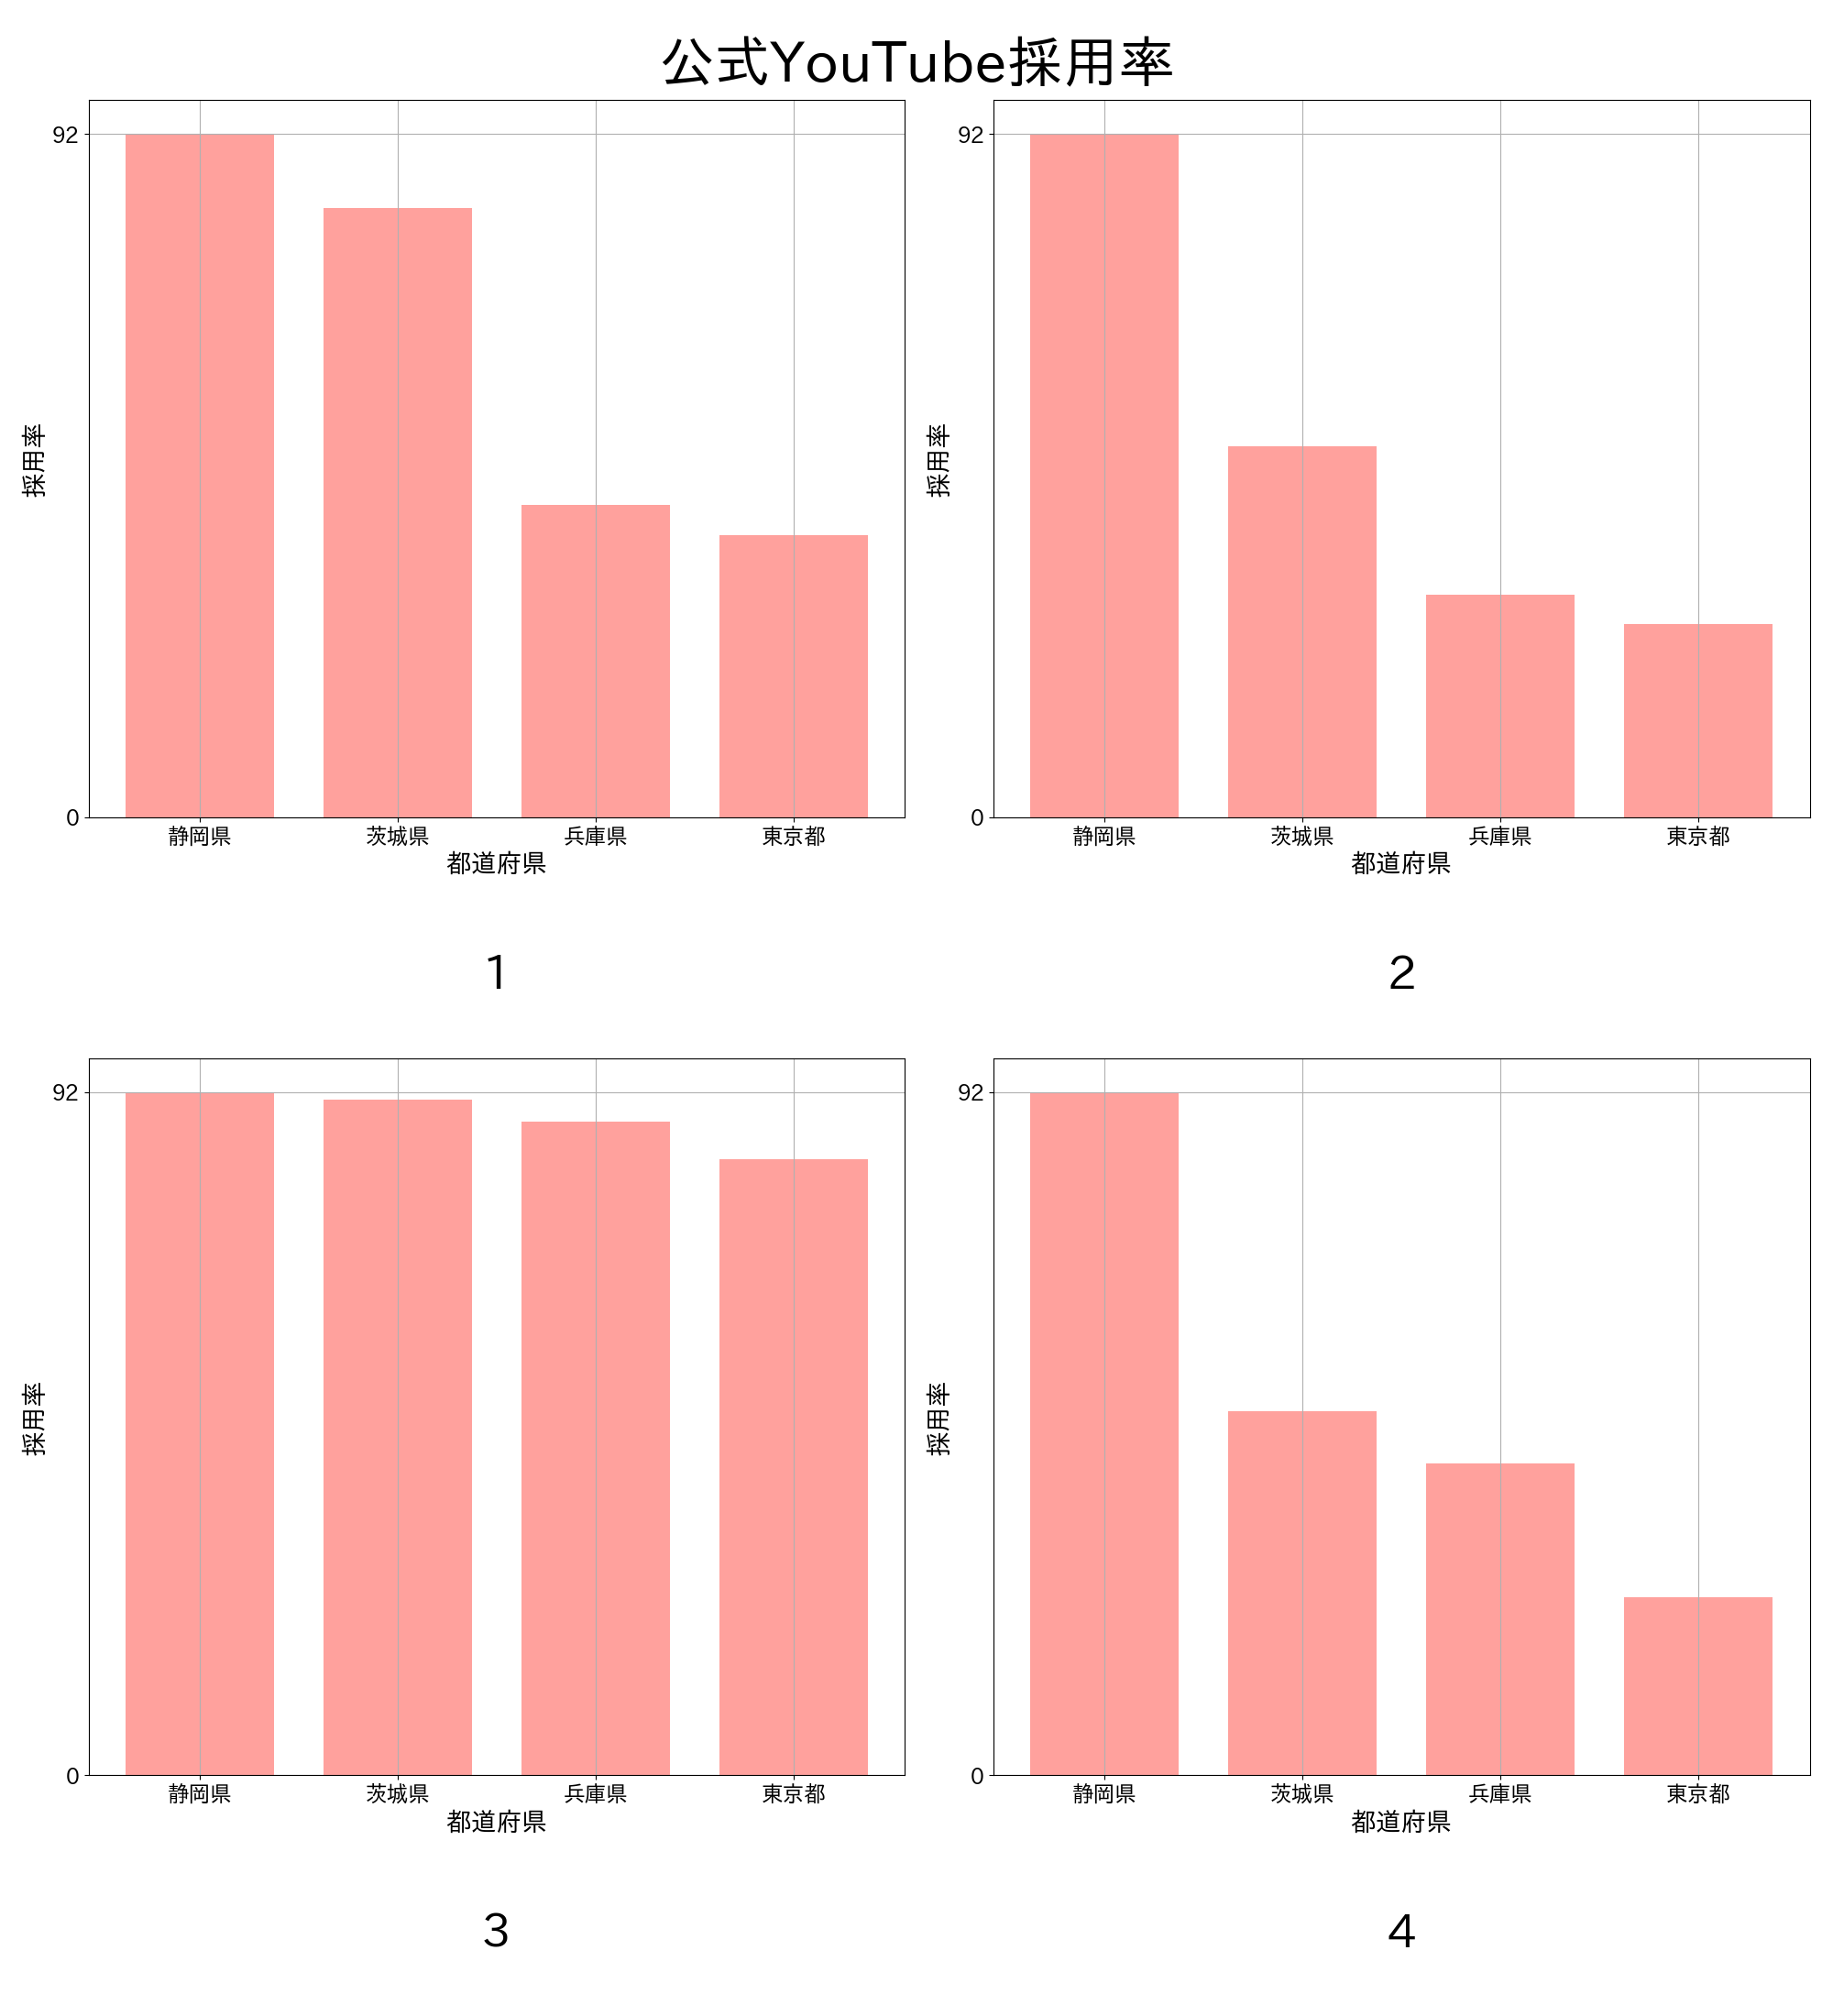 公式YouTube採用率
92
0
採用率
静岡県 茨城県 兵庫県 東京都
都道府県
1
92
0
採用率
静岡県 茨城県 兵庫県 東京都
都道府県
2
92
0
採用率
静岡県 茨城県 兵庫県 東京都
都道府県
3
92
0
採用率
静岡県 茨城県 兵庫県 東京都
都道府県
4